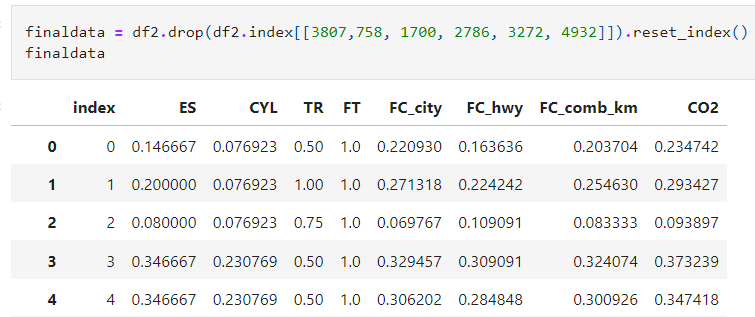 finaldata = df2.drop(df2.index[[3807,758, 1700, 2786, 3272, 4932]]).reset_index()
finaldata
index ES CYL TR FT FC_city FC_hwy FC_comb_km CO2
0 0 0.146667 0.076923 0.50 1.0 0.220930 0.163636 0.203704 0.234742
1 1 0.200000 0.076923 1.00 1.0 0.271318 0.224242 0.254630 0.293427
2 2 0.080000 0.076923 0.75 1.0 0.069767 0.109091 0.083333 0.093897
3 3 0.346667 0.230769 0.50 1.0 0.329457 0.309091 0.324074 0.373239
4 4 0.346667 0.230769 0.50 1.0 0.306202 0.284848 0.300926 0.347418